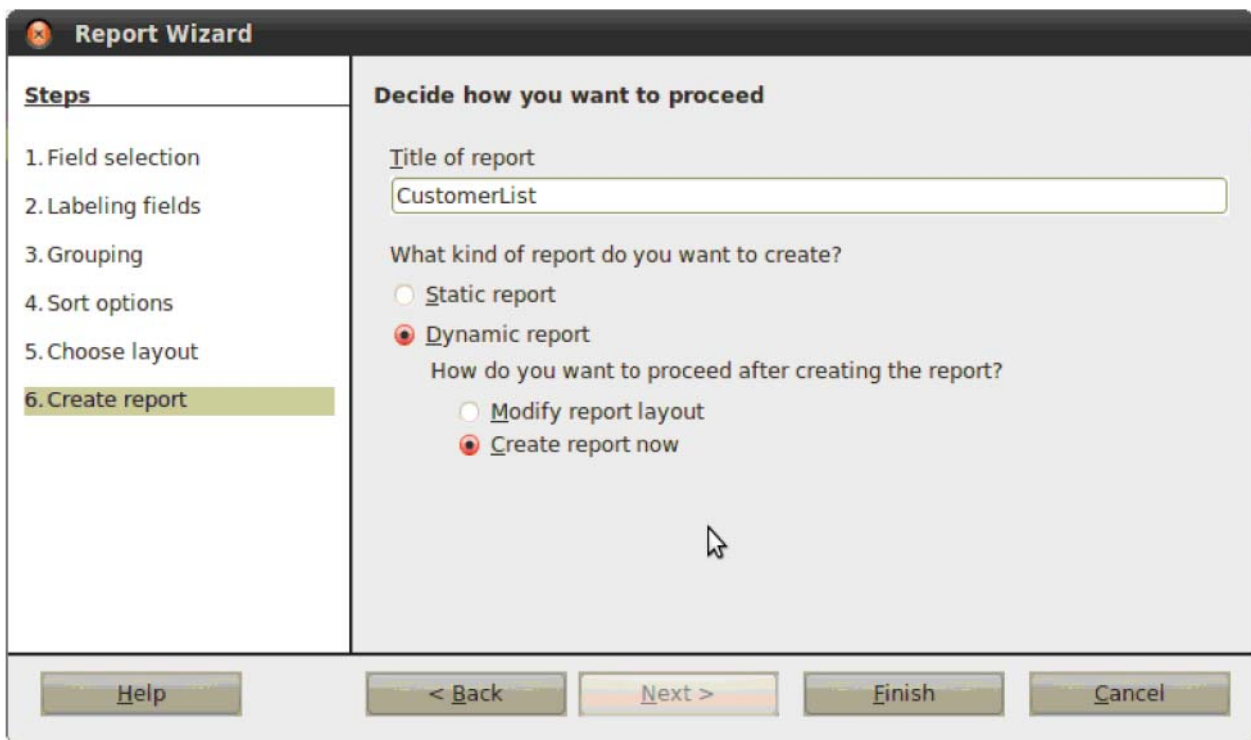 Report Wizard
Steps
1. Field selection
2. Labeling fields
3. Grouping
4. Sort options
5. Choose layout
6. Create report
Decide how you want to proceed
Title of report
CustomerList
What kind of report do you want to create?
Static report
Dynamic report
How do you want to proceed after creating the report?
Modify report layout
Create report now
Help
< Back
Next >
Finish
Cancel